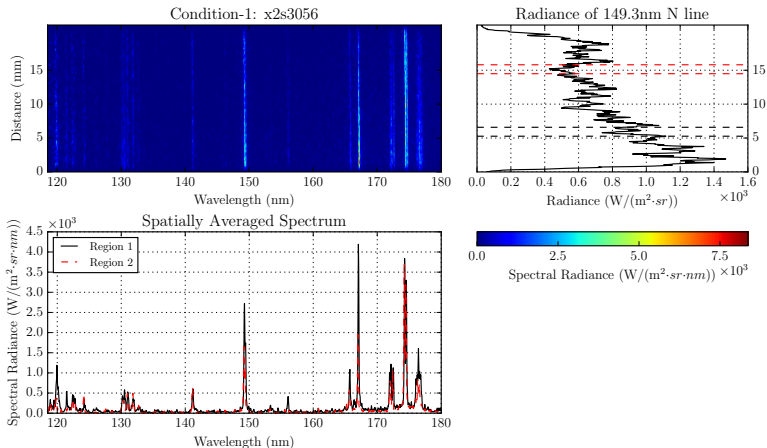 Condition-1: x2s3056
Distance (mm)
15
10
5
0
120 130 140 150 160 170 180
Wavelength (nm)
Radiance of 149.3nm N line
15
10
5
0
0.0 0.2 0.4 0.6 0.8 1.0 1.2 1.4 1.6
×10³
Radiance (W/(m²·sr))
Spatially Averaged Spectrum
×10³
Spectral Radiance (W/(m²·sr·nm))
4.5
4.0
3.5
3.0
2.5
2.0
1.5
1.0
0.5
0.0
Region 1
Region 2
120 130 140 150 160 170 180
Wavelength (nm)
0.0 2.5 5.0 7.5
Spectral Radiance (W/(m²·sr·nm)) ×10³